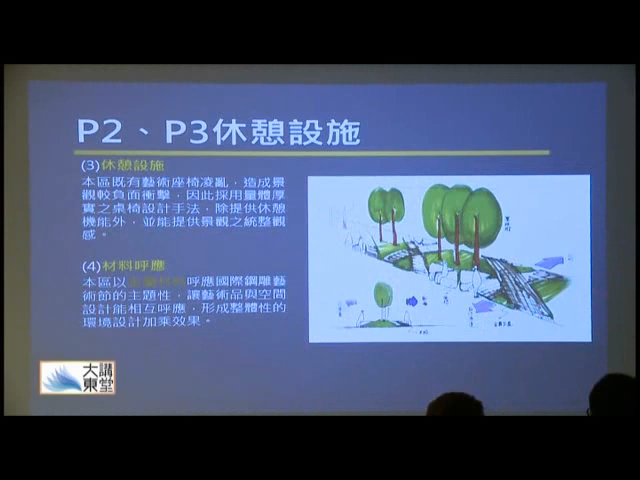 P2、P3休憩設施
(3)休憩設施
本區既有藝術座椅凌亂，造成景
觀較負面衝擊，因此採用量體厚
實之桌椅設計手法，除提供休憩
機能外，並能提供景觀之統整觀
感。
(4)材料呼應
本區以
呼應國際鋼雕藝
術節的主題性，讓藝術品與空間
設計能相互呼應，形成整體性的
環境設計加乘效果。
大東
講堂